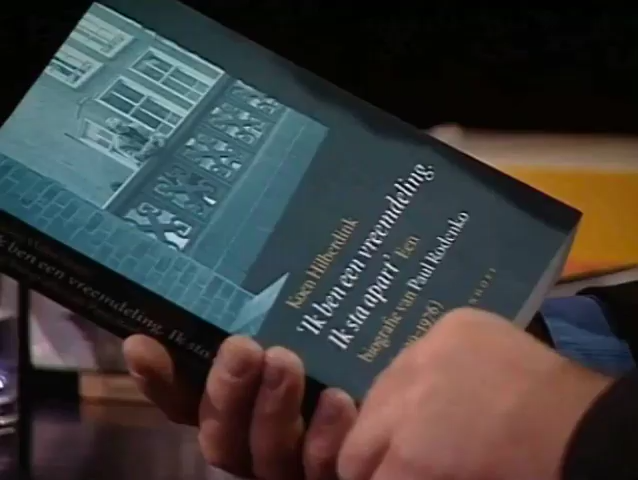 Koen Hilberdink
'Ik ben een vreemdeling.
Ik sta apart' Een
biografie van Paul Rodenko
-1976)
k ben een vreemdeling. Ik sta